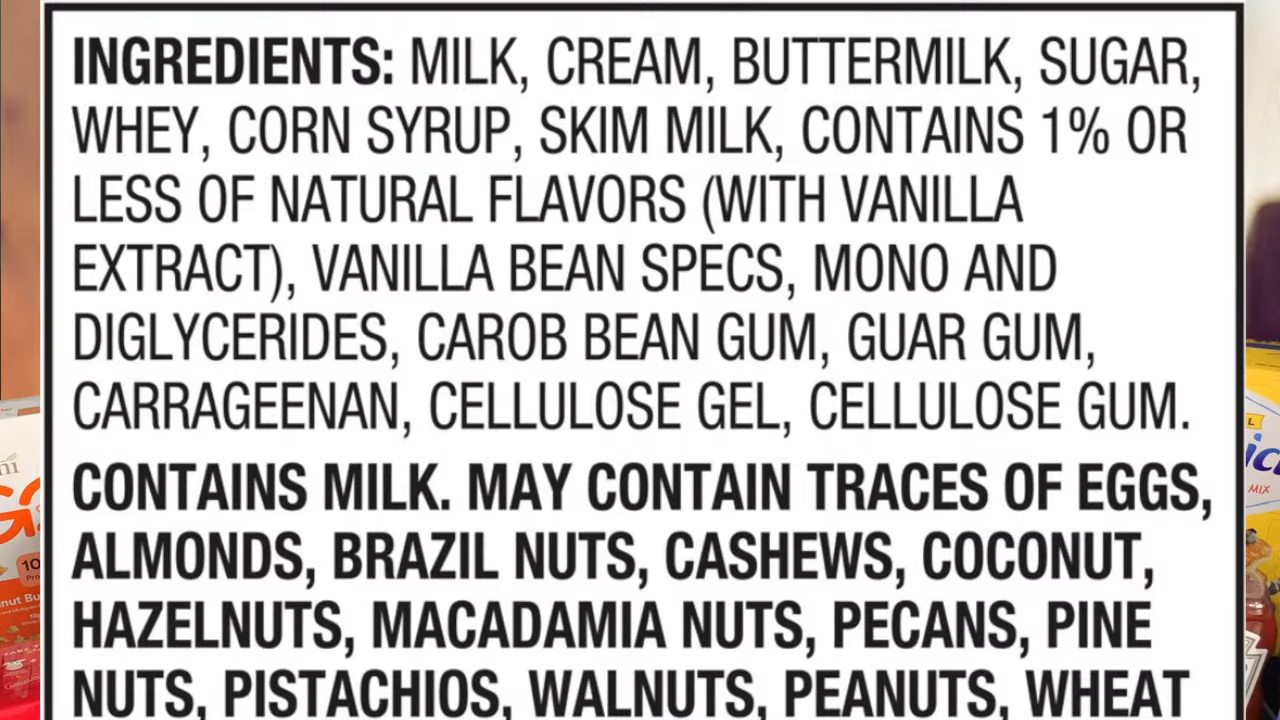 INGREDIENTS: MILK, CREAM, BUTTERMILK, SUGAR,
WHEY, CORN SYRUP, SKIM MILK, CONTAINS 1% OR
LESS OF NATURAL FLAVORS (WITH VANILLA
EXTRACT), VANILLA BEAN SPECS, MONO AND
DIGLYCERIDES, CAROB BEAN GUM, GUAR GUM,
CARRAGEENAN, CELLULOSE GEL, CELLULOSE GUM.
CONTAINS MILK. MAY CONTAIN TRACES OF EGGS,
ALMONDS, BRAZIL NUTS, CASHEWS, COCONUT,
HAZELNUTS, MACADAMIA NUTS, PECANS, PINE
NUTS, PISTACHIOS, WALNUTS, PEANUTS, WHEAT
10
MIX